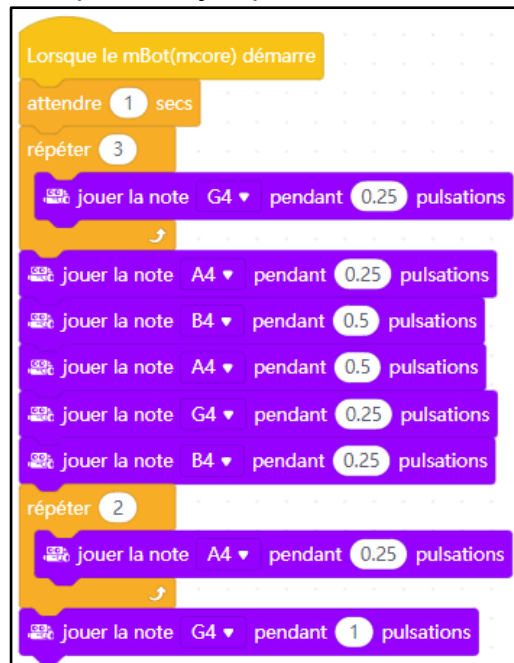 Lorsque le mBot(mcore) démarre
attendre 1 secs
répéter 3
jouer la note G4 pendant 0.25 pulsations
jouer la note A4 pendant 0.25 pulsations
jouer la note B4 pendant 0.5 pulsations
jouer la note A4 pendant 0.5 pulsations
jouer la note G4 pendant 0.25 pulsations
jouer la note B4 pendant 0.25 pulsations
répéter 2
jouer la note A4 pendant 0.25 pulsations
jouer la note G4 pendant 1 pulsations